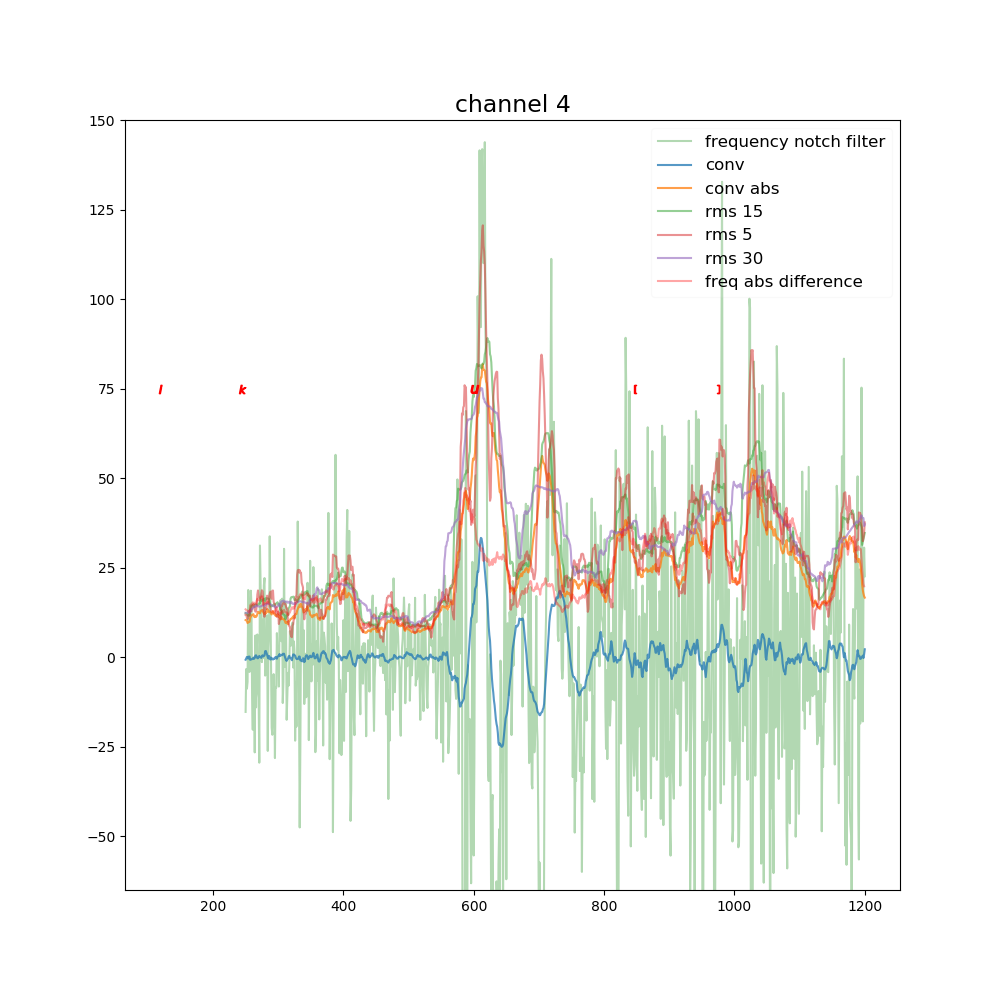 channel 4
150
125
100
75
50
25
0
−25
−50
frequency notch filter
conv
conv abs
rms 15
rms 5
rms 30
freq abs difference
l k u [ ]
200 400 600 800 1000 1200